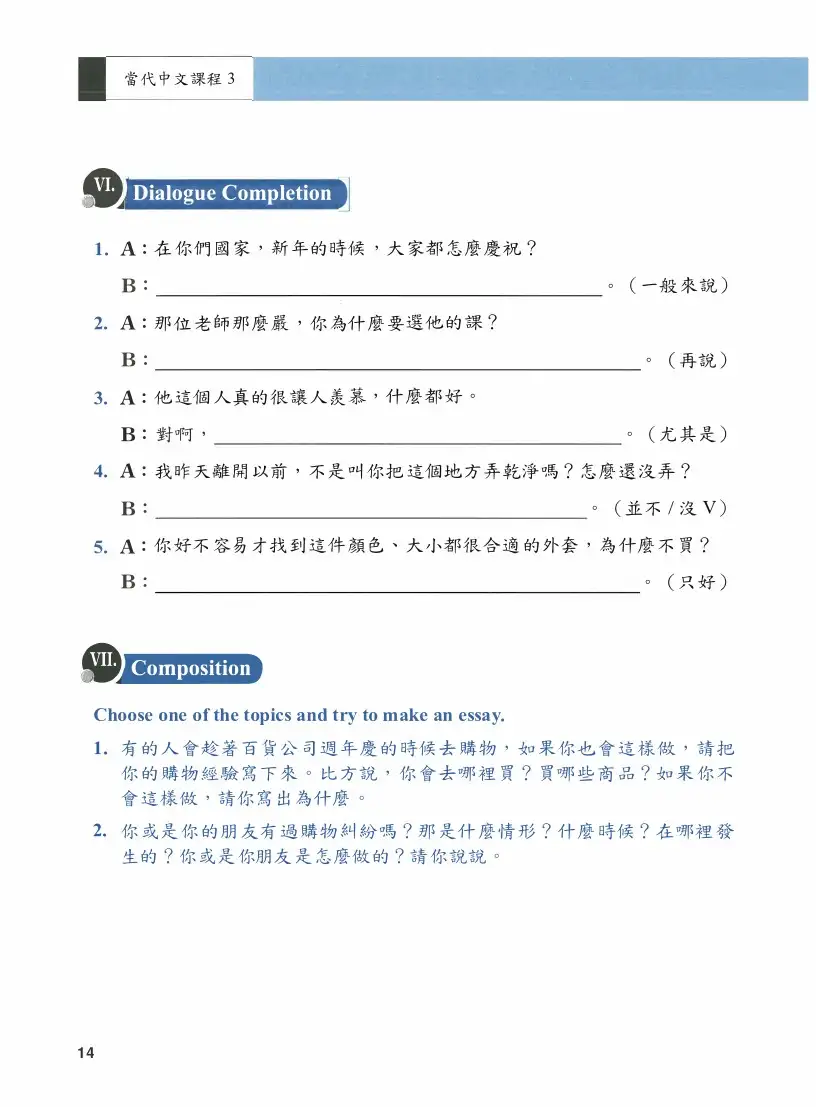 當代中文課程 3
VI. Dialogue Completion
1. A：在你們國家，新年的時候，大家都怎麼慶祝？
B：＿＿＿＿＿＿＿＿＿＿＿＿。（一般來說）
2. A：那位老師那麼嚴，你為什麼要選他的課？
B：＿＿＿＿＿＿＿＿＿＿＿＿。（再說）
3. A：他這個人真的很讓人羨慕，什麼都好。
B：對啊，＿＿＿＿＿＿＿＿＿＿＿＿。（尤其是）
4. A：我昨天離開以前，不是叫你把這個地方弄乾淨嗎？怎麼還沒弄？
B：＿＿＿＿＿＿＿＿＿＿＿＿。（並不 / 沒 V）
5. A：你好不容易才找到這件顏色、大小都很合適的外套，為什麼不買？
B：＿＿＿＿＿＿＿＿＿＿＿＿。（只好）
VII. Composition
Choose one of the topics and try to make an essay.
1. 有的人會趁著百貨公司週年慶的時候去購物，如果你也會這樣做，請把
你的購物經驗寫下來。比方說，你會去哪裡買？買哪些商品？如果你不
會這樣做，請你寫出為什麼。
2. 你或是你的朋友有過購物糾紛嗎？那是什麼情形？什麼時候？在哪裡發
生的？你或是你朋友是怎麼做的？請你說說。
14